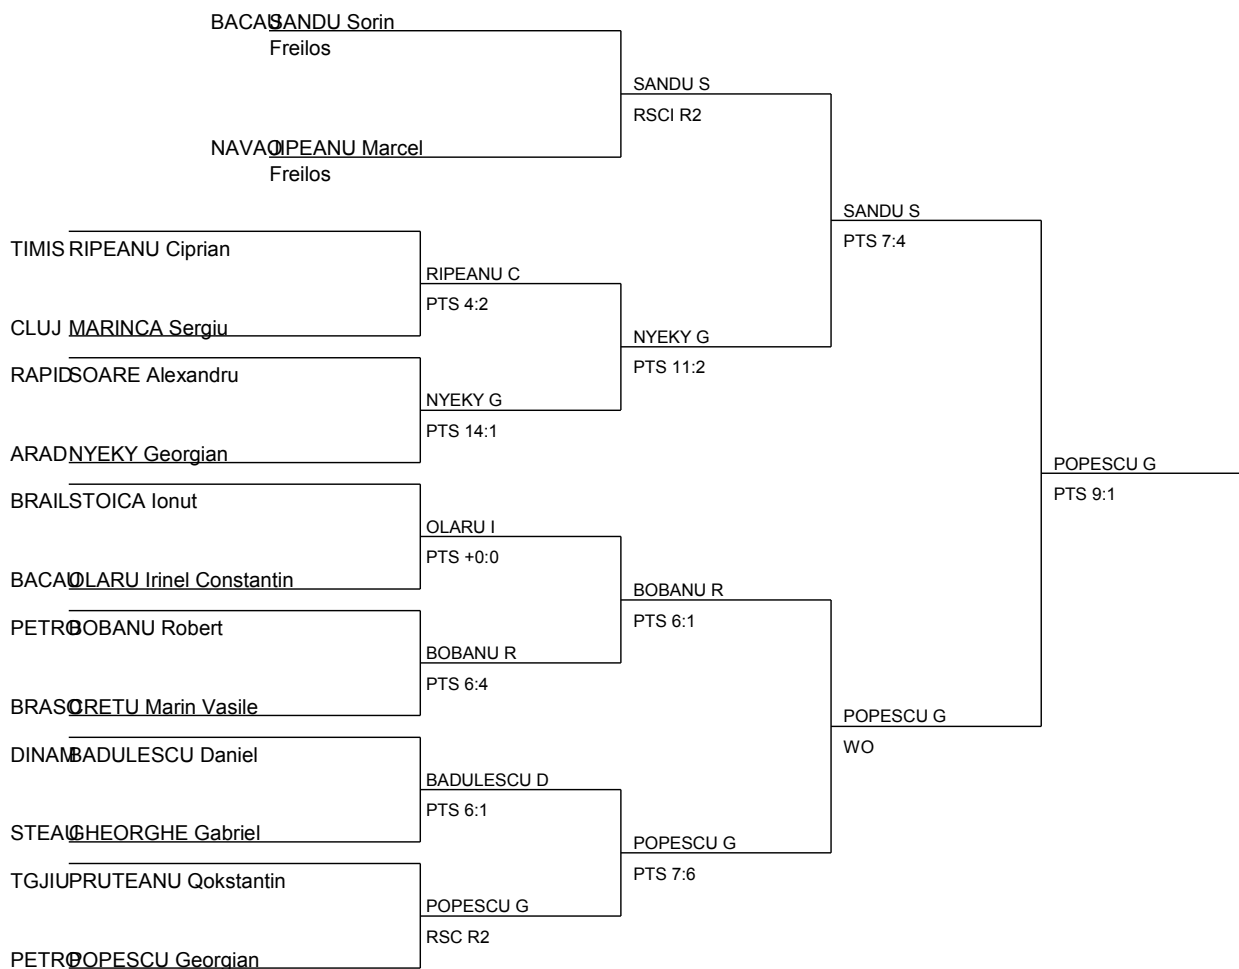 BACAU SANDU Sorin
Freilos
SANDU S
RSCI R2
NAVAO JIPEANU Marcel
Freilos
SANDU S
PTS 7:4
TIMIS RIPEANU Ciprian
RIPEANU C
PTS 4:2
CLUJ MARINCA Sergiu
NYEKY G
PTS 11:2
RAPID SOARE Alexandru
NYEKY G
PTS 14:1
ARAD NYEKY Georgian
POPESCU G
PTS 9:1
BRAIL STOICA Ionut
OLARU I
PTS +0:0
BACAU OLARU Irinel Constantin
BOBANU R
PTS 6:1
PETRO BOBANU Robert
BOBANU R
PTS 6:4
BRASO CRETU Marin Vasile
POPESCU G
WO
DINAM BADULESCU Daniel
BADULESCU D
PTS 6:1
STEAU GHEORGHE Gabriel
POPESCU G
PTS 7:6
TGJIU PRUTEANU Qokstantin
POPESCU G
RSC R2
PETRO POPESCU Georgian